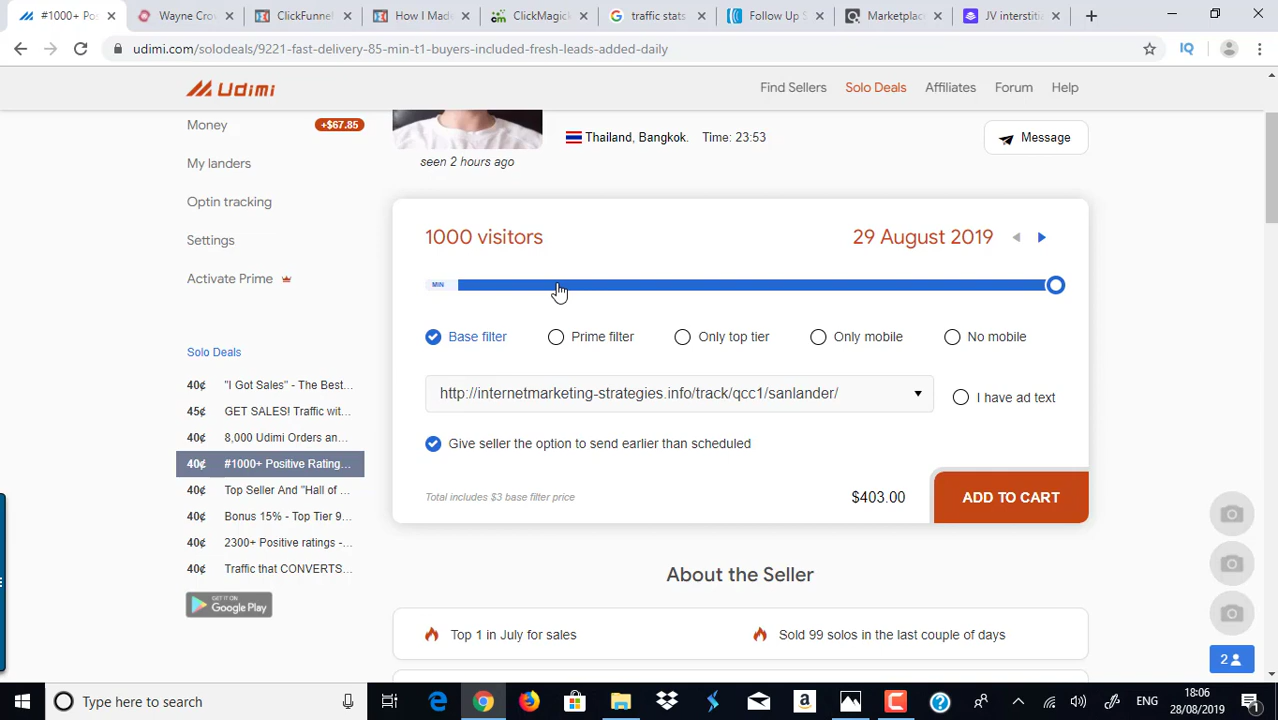 #1000+ Po
Wayne Cro
ClickFunne
How I Mad
ClickMagick
traffic stats
Follow Up S
Marketplac
JV interstiti
udimi.com/solodeals/9221-fast-delivery-85-min-t1-buyers-included-fresh-leads-added-daily
IQ
Udimi
Find Sellers
Solo Deals
Affiliates
Forum
Help
Money
+$67.85
My landers
Optin tracking
Settings
Activate Prime
Solo Deals
40¢ "I Got Sales" - The Best...
45¢ GET SALES! Traffic wit...
40¢ 8,000 Udimi Orders an...
40¢ #1000+ Positive Rating...
40¢ Top Seller And "Hall of ...
40¢ Bonus 15% - Top Tier 9...
40¢ 2300+ Positive ratings -...
40¢ Traffic that CONVERTS...
GET IT ON
Google Play
seen 2 hours ago
Thailand, Bangkok. Time: 23:53
Message
1000 visitors
29 August 2019
MIN
Base filter
Prime filter
Only top tier
Only mobile
No mobile
http://internetmarketing-strategies.info/track/qcc1/sanlander/
I have ad text
Give seller the option to send earlier than scheduled
Total includes $3 base filter price
$403.00
ADD TO CART
About the Seller
Top 1 in July for sales
Sold 99 solos in the last couple of days
2
Type here to search
ENG
18:06
28/08/2019
1